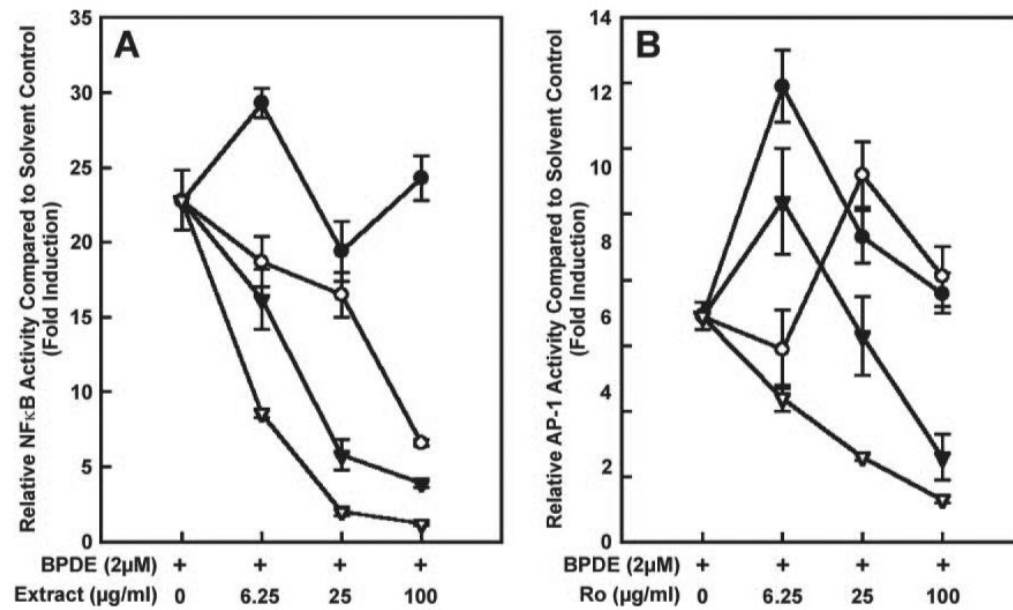 A
Relative NFκB Activity Compared to Solvent Control
(Fold Induction)
35
30
25
20
15
10
5
0
BPDE (2μM) + + + +
Extract (μg/ml) 0 6.25 25 100
B
Relative AP-1 Activity Compared to Solvent Control
(Fold Induction)
14
12
10
8
6
4
2
0
BPDE (2μM) + + + +
Ro (μg/ml) 0 6.25 25 100